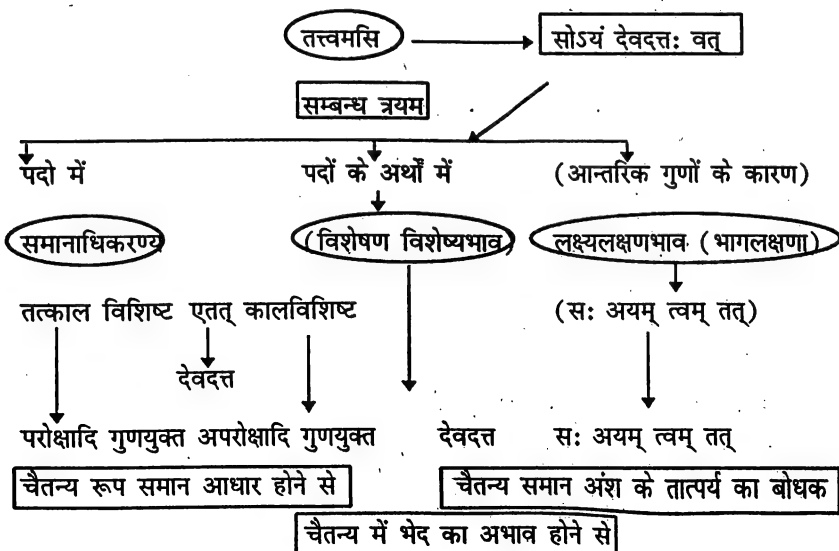 तत्त्वमसि सोऽयं देवदत्त: वत्
सम्बन्ध त्रयम
पदो में पदों के अर्थों में (आन्तरिक गुणों के कारण)
समानाधिकरण्य (विशेषण विशेष्यभाव) लक्ष्यलक्षणभाव (भागलक्षणा)
तत्काल विशिष्ट एतत् कालविशिष्ट (स: अयम् त्वम् तत्)
देवदत्त
परोक्षादि गुणयुक्त अपरोक्षादि गुणयुक्त देवदत्त स: अयम् त्वम् तत्
चैतन्य रूप समान आधार होने से चैतन्य समान अंश के तात्पर्य का बोधक
चैतन्य में भेद का अभाव होने से